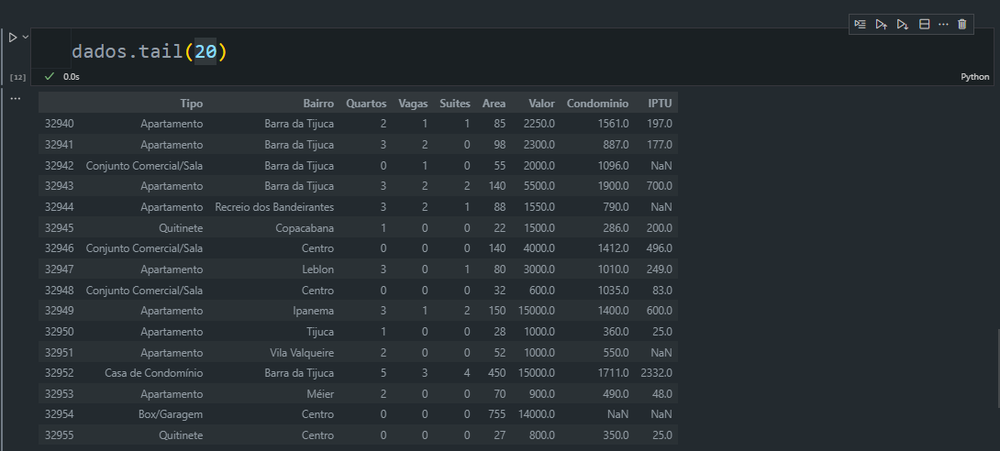 dados.tail(20)
[12] 0.0s Python
Tipo Bairro Quartos Vagas Suites Area Valor Condominio IPTU
32940 Apartamento Barra da Tijuca 2 1 1 85 2250.0 1561.0 197.0
32941 Apartamento Barra da Tijuca 3 2 0 98 2300.0 887.0 177.0
32942 Conjunto Comercial/Sala Barra da Tijuca 0 1 0 55 2000.0 1096.0 NaN
32943 Apartamento Barra da Tijuca 3 2 2 140 5500.0 1900.0 700.0
32944 Apartamento Recreio dos Bandeirantes 3 2 1 88 1550.0 790.0 NaN
32945 Quitinete Copacabana 1 0 0 22 1500.0 286.0 200.0
32946 Conjunto Comercial/Sala Centro 0 0 0 140 4000.0 1412.0 496.0
32947 Apartamento Leblon 3 0 1 80 3000.0 1010.0 249.0
32948 Conjunto Comercial/Sala Centro 0 0 0 32 600.0 1035.0 83.0
32949 Apartamento Ipanema 3 1 2 150 15000.0 1400.0 600.0
32950 Apartamento Tijuca 1 0 0 28 1000.0 360.0 25.0
32951 Apartamento Vila Valqueire 2 0 0 52 1000.0 550.0 NaN
32952 Casa de Condomínio Barra da Tijuca 5 3 4 450 15000.0 1711.0 2332.0
32953 Apartamento Méier 2 0 0 70 900.0 490.0 48.0
32954 Box/Garagem Centro 0 0 0 755 14000.0 NaN NaN
32955 Quitinete Centro 0 0 0 27 800.0 350.0 25.0